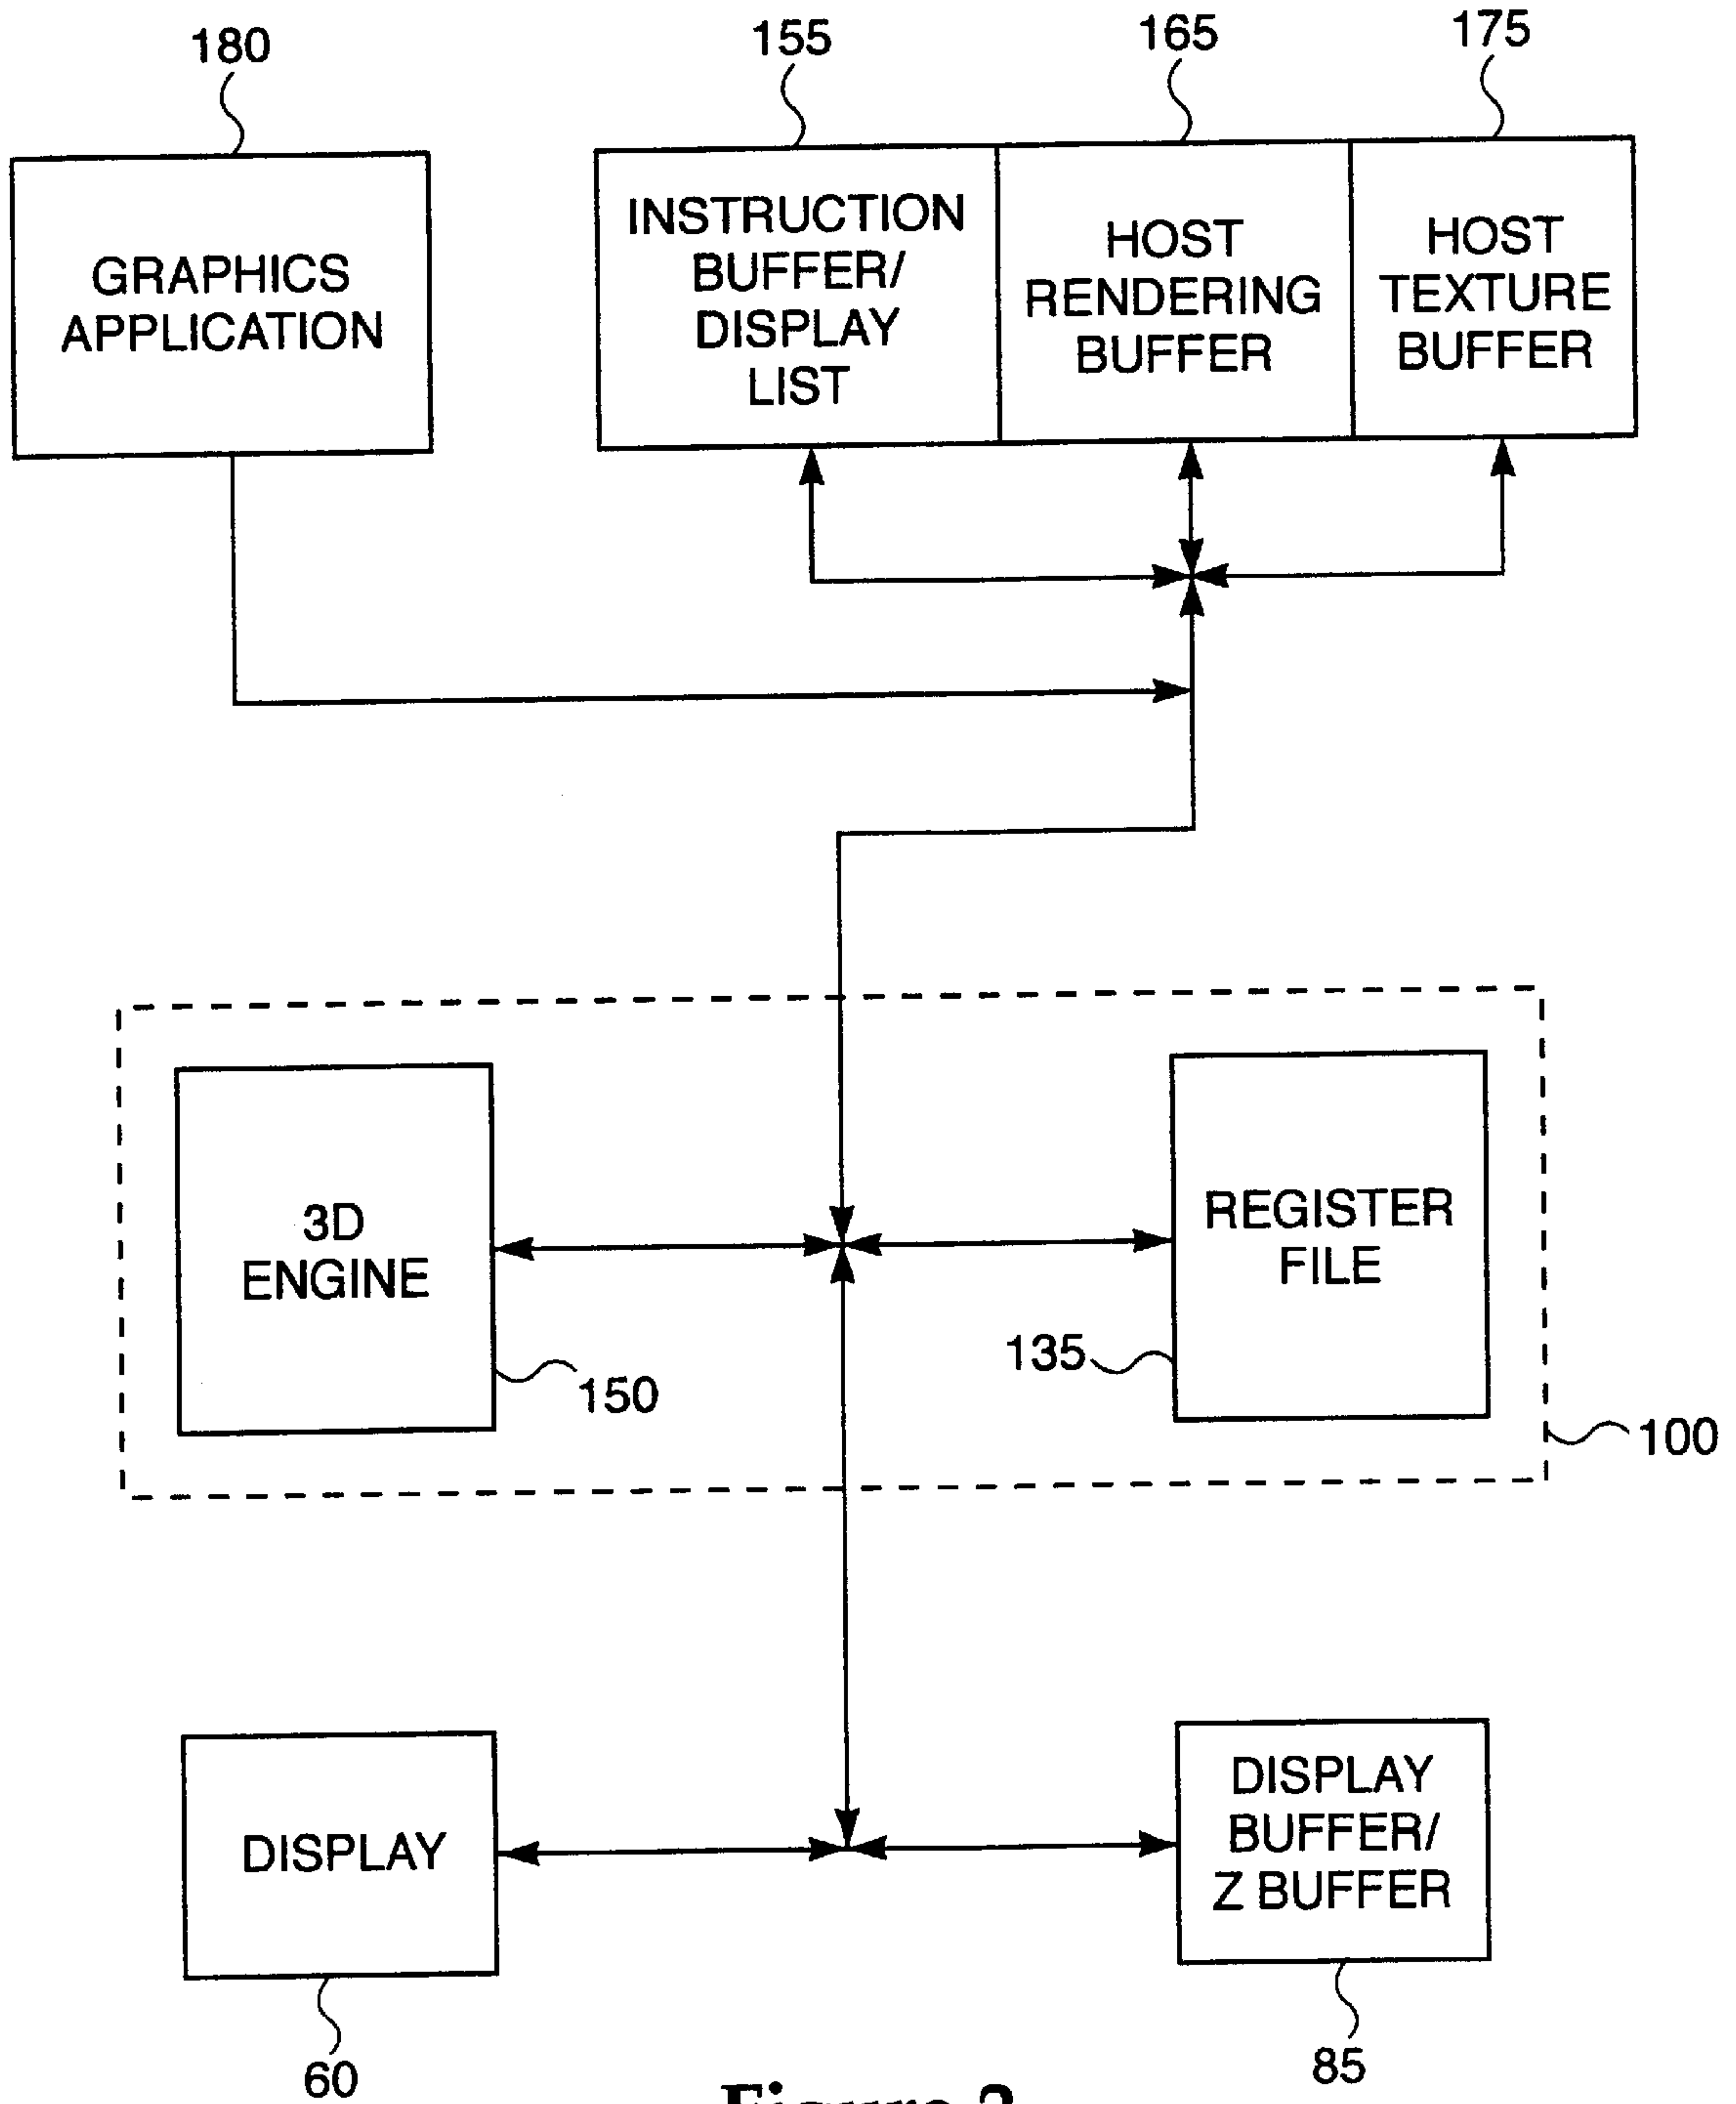 180
155
165
175
GRAPHICS
APPLICATION
INSTRUCTION
BUFFER/
DISPLAY
LIST
HOST
RENDERING
BUFFER
HOST
TEXTURE
BUFFER
3D
ENGINE
150
REGISTER
FILE
135
100
DISPLAY
60
DISPLAY
BUFFER/
Z BUFFER
85
Figure